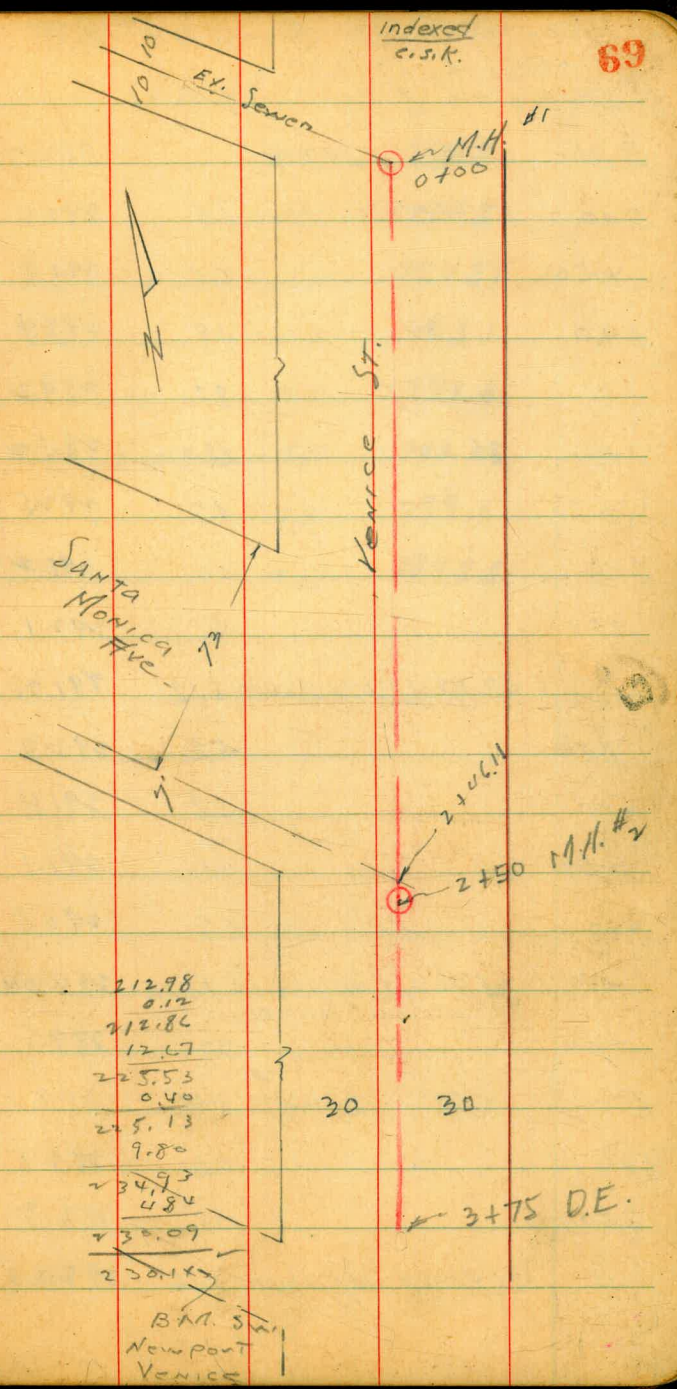 Indexed
C.S.K.
69
10
10
Ex. Sewer
M.H. #1
0+00
N
Venice St.
Santa
Monica
Ave.
73
7.
2+46.11
2+50 M.H. #2
212.98
0.12
212.86
12.67
225.53
0.40
225.13
9.80
234.93
4.84
230.09
30
30
3+75 D.E.
B.M. S.W.
Newport
Venice